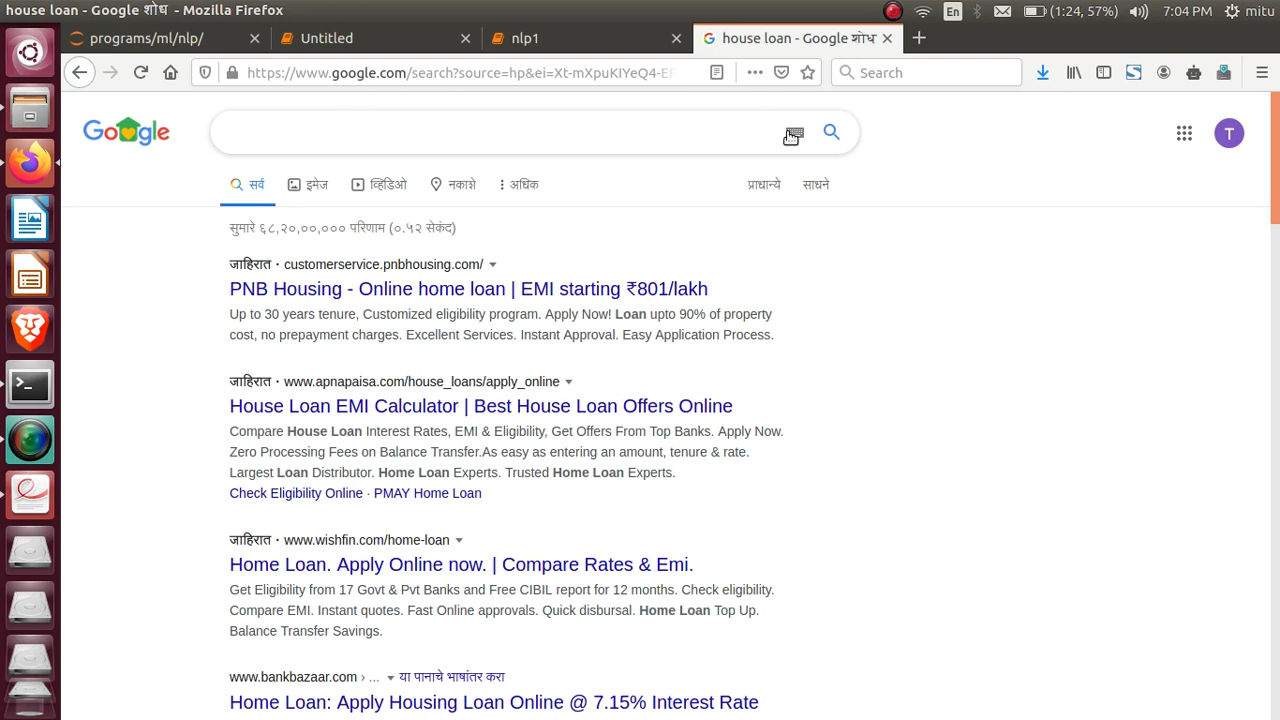 house loan - Google शोध - Mozilla Firefox
En
(1:24, 57%)
7:04 PM
mitu
programs/ml/nlp/
Untitled
nlp1
house loan - Google शोध
https://www.google.com/search?source=hp&ei=Xt-mXpuKIYeQ4-EP
Search
Google
T
सर्व
इमेज
व्हिडिओ
नकाशे
अधिक
प्राधान्ये
साधने
सुमारे ६८,२०,००,००० परिणाम (०.५२ सेकंद)
जाहिरात · customerservice.pnbhousing.com/
PNB Housing - Online home loan | EMI starting ₹801/lakh
Up to 30 years tenure, Customized eligibility program. Apply Now! Loan upto 90% of property
cost, no prepayment charges. Excellent Services. Instant Approval. Easy Application Process.
जाहिरात · www.apnapaisa.com/house_loans/apply_online
House Loan EMI Calculator | Best House Loan Offers Online
Compare House Loan Interest Rates, EMI & Eligibility, Get Offers From Top Banks. Apply Now.
Zero Processing Fees on Balance Transfer.As easy as entering an amount, tenure & rate.
Largest Loan Distributor. Home Loan Experts. Trusted Home Loan Experts.
Check Eligibility Online · PMAY Home Loan
जाहिरात · www.wishfin.com/home-loan
Home Loan. Apply Online now. | Compare Rates & Emi.
Get Eligibility from 17 Govt & Pvt Banks and Free CIBIL report for 12 months. Check eligibility.
Compare EMI. Instant quotes. Fast Online approvals. Quick disbursal. Home Loan Top Up.
Balance Transfer Savings.
www.bankbazaar.com › ... या पानाचे भाषांतर करा
Home Loan: Apply Housing Loan Online @ 7.15% Interest Rate